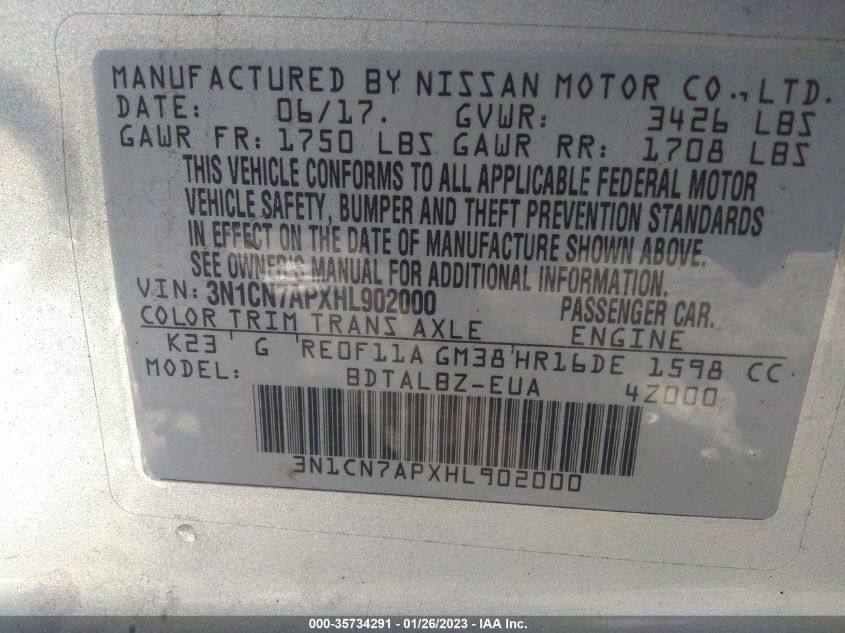 MANUFACTURED BY NISSAN MOTOR CO., LTD.
DATE: 06/17. GVWR: 3426 LBS
GAWR FR: 1750 LBS GAWR RR: 1708 LBS
THIS VEHICLE CONFORMS TO ALL APPLICABLE FEDERAL MOTOR
VEHICLE SAFETY, BUMPER AND THEFT PREVENTION STANDARDS
IN EFFECT ON THE DATE OF MANUFACTURE SHOWN ABOVE.
SEE OWNER'S MANUAL FOR ADDITIONAL INFORMATION.
VIN: 3N1CN7APXHL902000 PASSENGER CAR.
COLOR TRIM TRANS AXLE ENGINE
K23 G RE0F11A GM38 HR16DE 1598 CC
MODEL: BDTALBZ-EUA 4Z000
3N1CN7APXHL902000
000-35734291 - 01/26/2023 - IAA Inc.